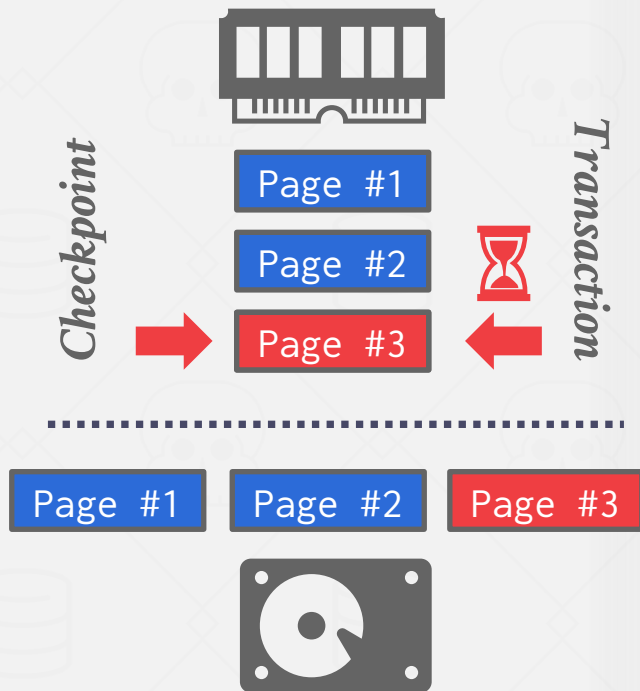 Checkpoint
Transaction
Page #1
Page #2
Page #3
Page #1
Page #2
Page #3